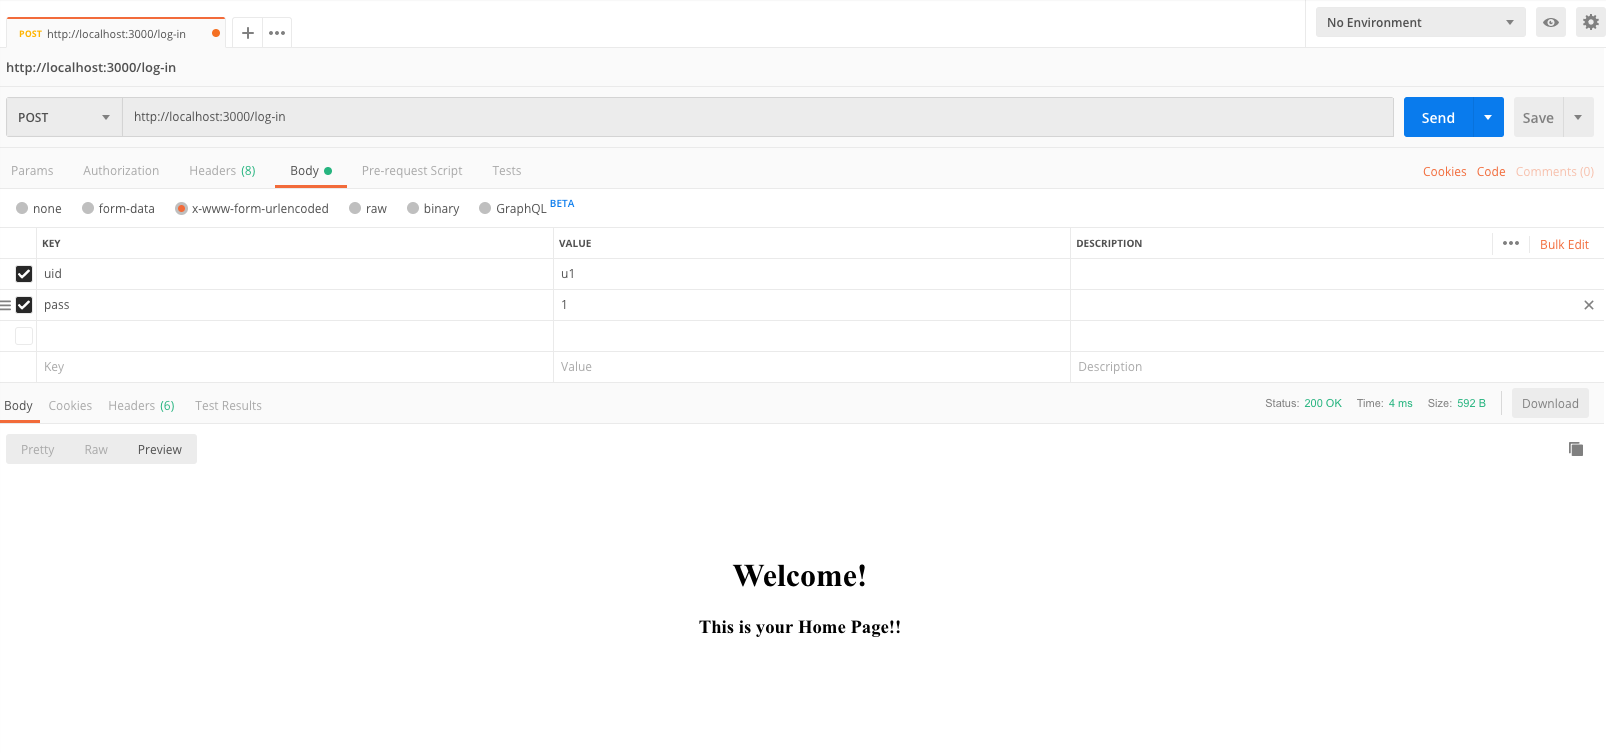 POST http://localhost:3000/log-in
No Environment
http://localhost:3000/log-in
POST http://localhost:3000/log-in Send Save
Params Authorization Headers (8) Body Pre-request Script Tests Cookies Code Comments (0)
none form-data x-www-form-urlencoded raw binary GraphQL BETA
KEY VALUE DESCRIPTION Bulk Edit
uid u1
pass 1
Key Value Description
Body Cookies Headers (6) Test Results Status: 200 OK Time: 4 ms Size: 592 B Download
Pretty Raw Preview
Welcome!
This is your Home Page!!